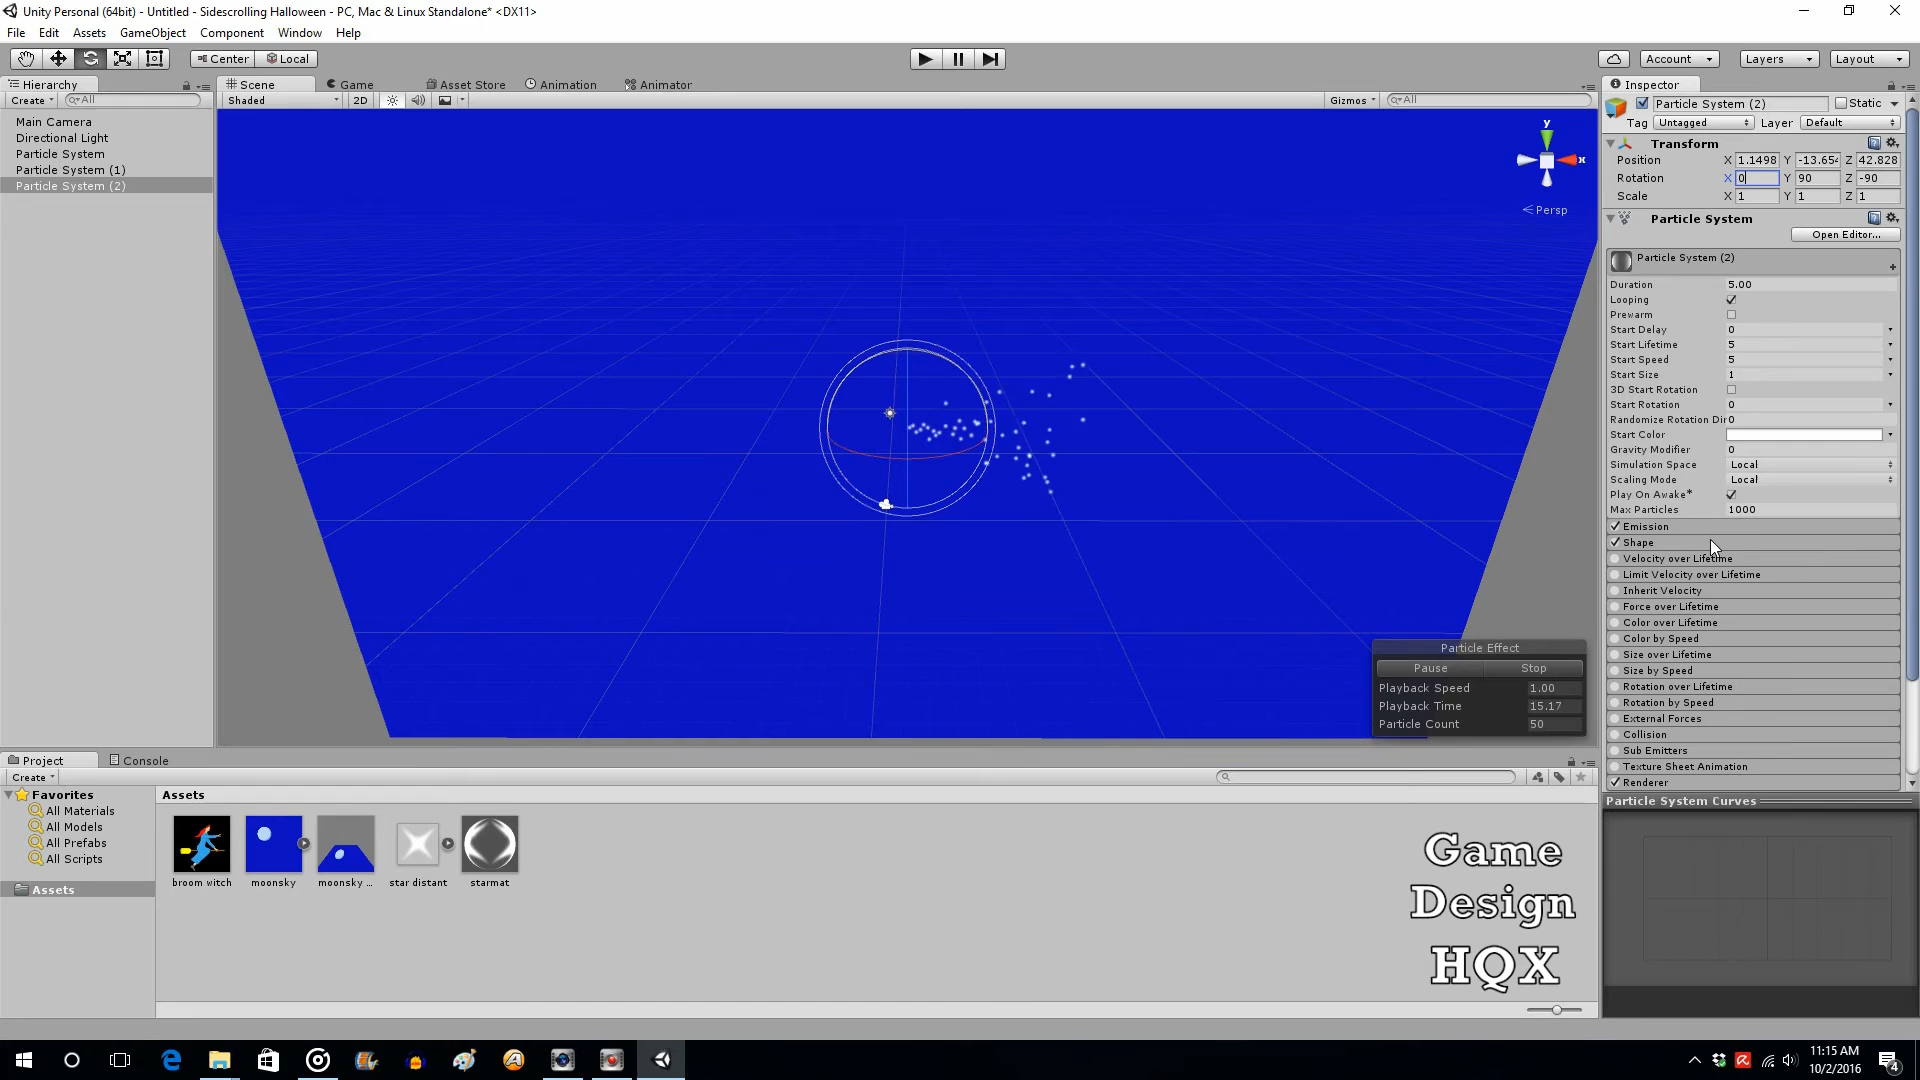 Unity Personal (64bit) - Untitled - Sidescrolling Halloween - PC, Mac & Linux Standalone* <DX11>
File Edit Assets GameObject Component Window Help
Center Local
Account Layers Layout
Hierarchy
Create All
Main Camera
Directional Light
Particle System
Particle System (1)
Particle System (2)
Scene Game Asset Store Animation Animator
Shaded 2D Gizmos All
y
x
Persp
Particle Effect
Pause Stop
Playback Speed 1.00
Playback Time 15.17
Particle Count 50
Inspector
Particle System (2) Static
Tag Untagged Layer Default
Transform
Position X 1.1498 Y -13.654 Z 42.828
Rotation X 0 Y 90 Z -90
Scale X 1 Y 1 Z 1
Particle System
Open Editor...
Particle System (2)
Duration 5.00
Looping
Prewarm
Start Delay 0
Start Lifetime 5
Start Speed 5
Start Size 1
3D Start Rotation
Start Rotation 0
Randomize Rotation Dir 0
Start Color
Gravity Modifier 0
Simulation Space Local
Scaling Mode Local
Play On Awake*
Max Particles 1000
Emission
Shape
Velocity over Lifetime
Limit Velocity over Lifetime
Inherit Velocity
Force over Lifetime
Color over Lifetime
Color by Speed
Size over Lifetime
Size by Speed
Rotation over Lifetime
Rotation by Speed
External Forces
Collision
Sub Emitters
Texture Sheet Animation
Renderer
Particle System Curves
Project Console
Create
Favorites
All Materials
All Models
All Prefabs
All Scripts
Assets
Assets
broom witch
moonsky
moonsky ...
star distant
starmat
Game
Design
HQX
11:15 AM
10/2/2016
4